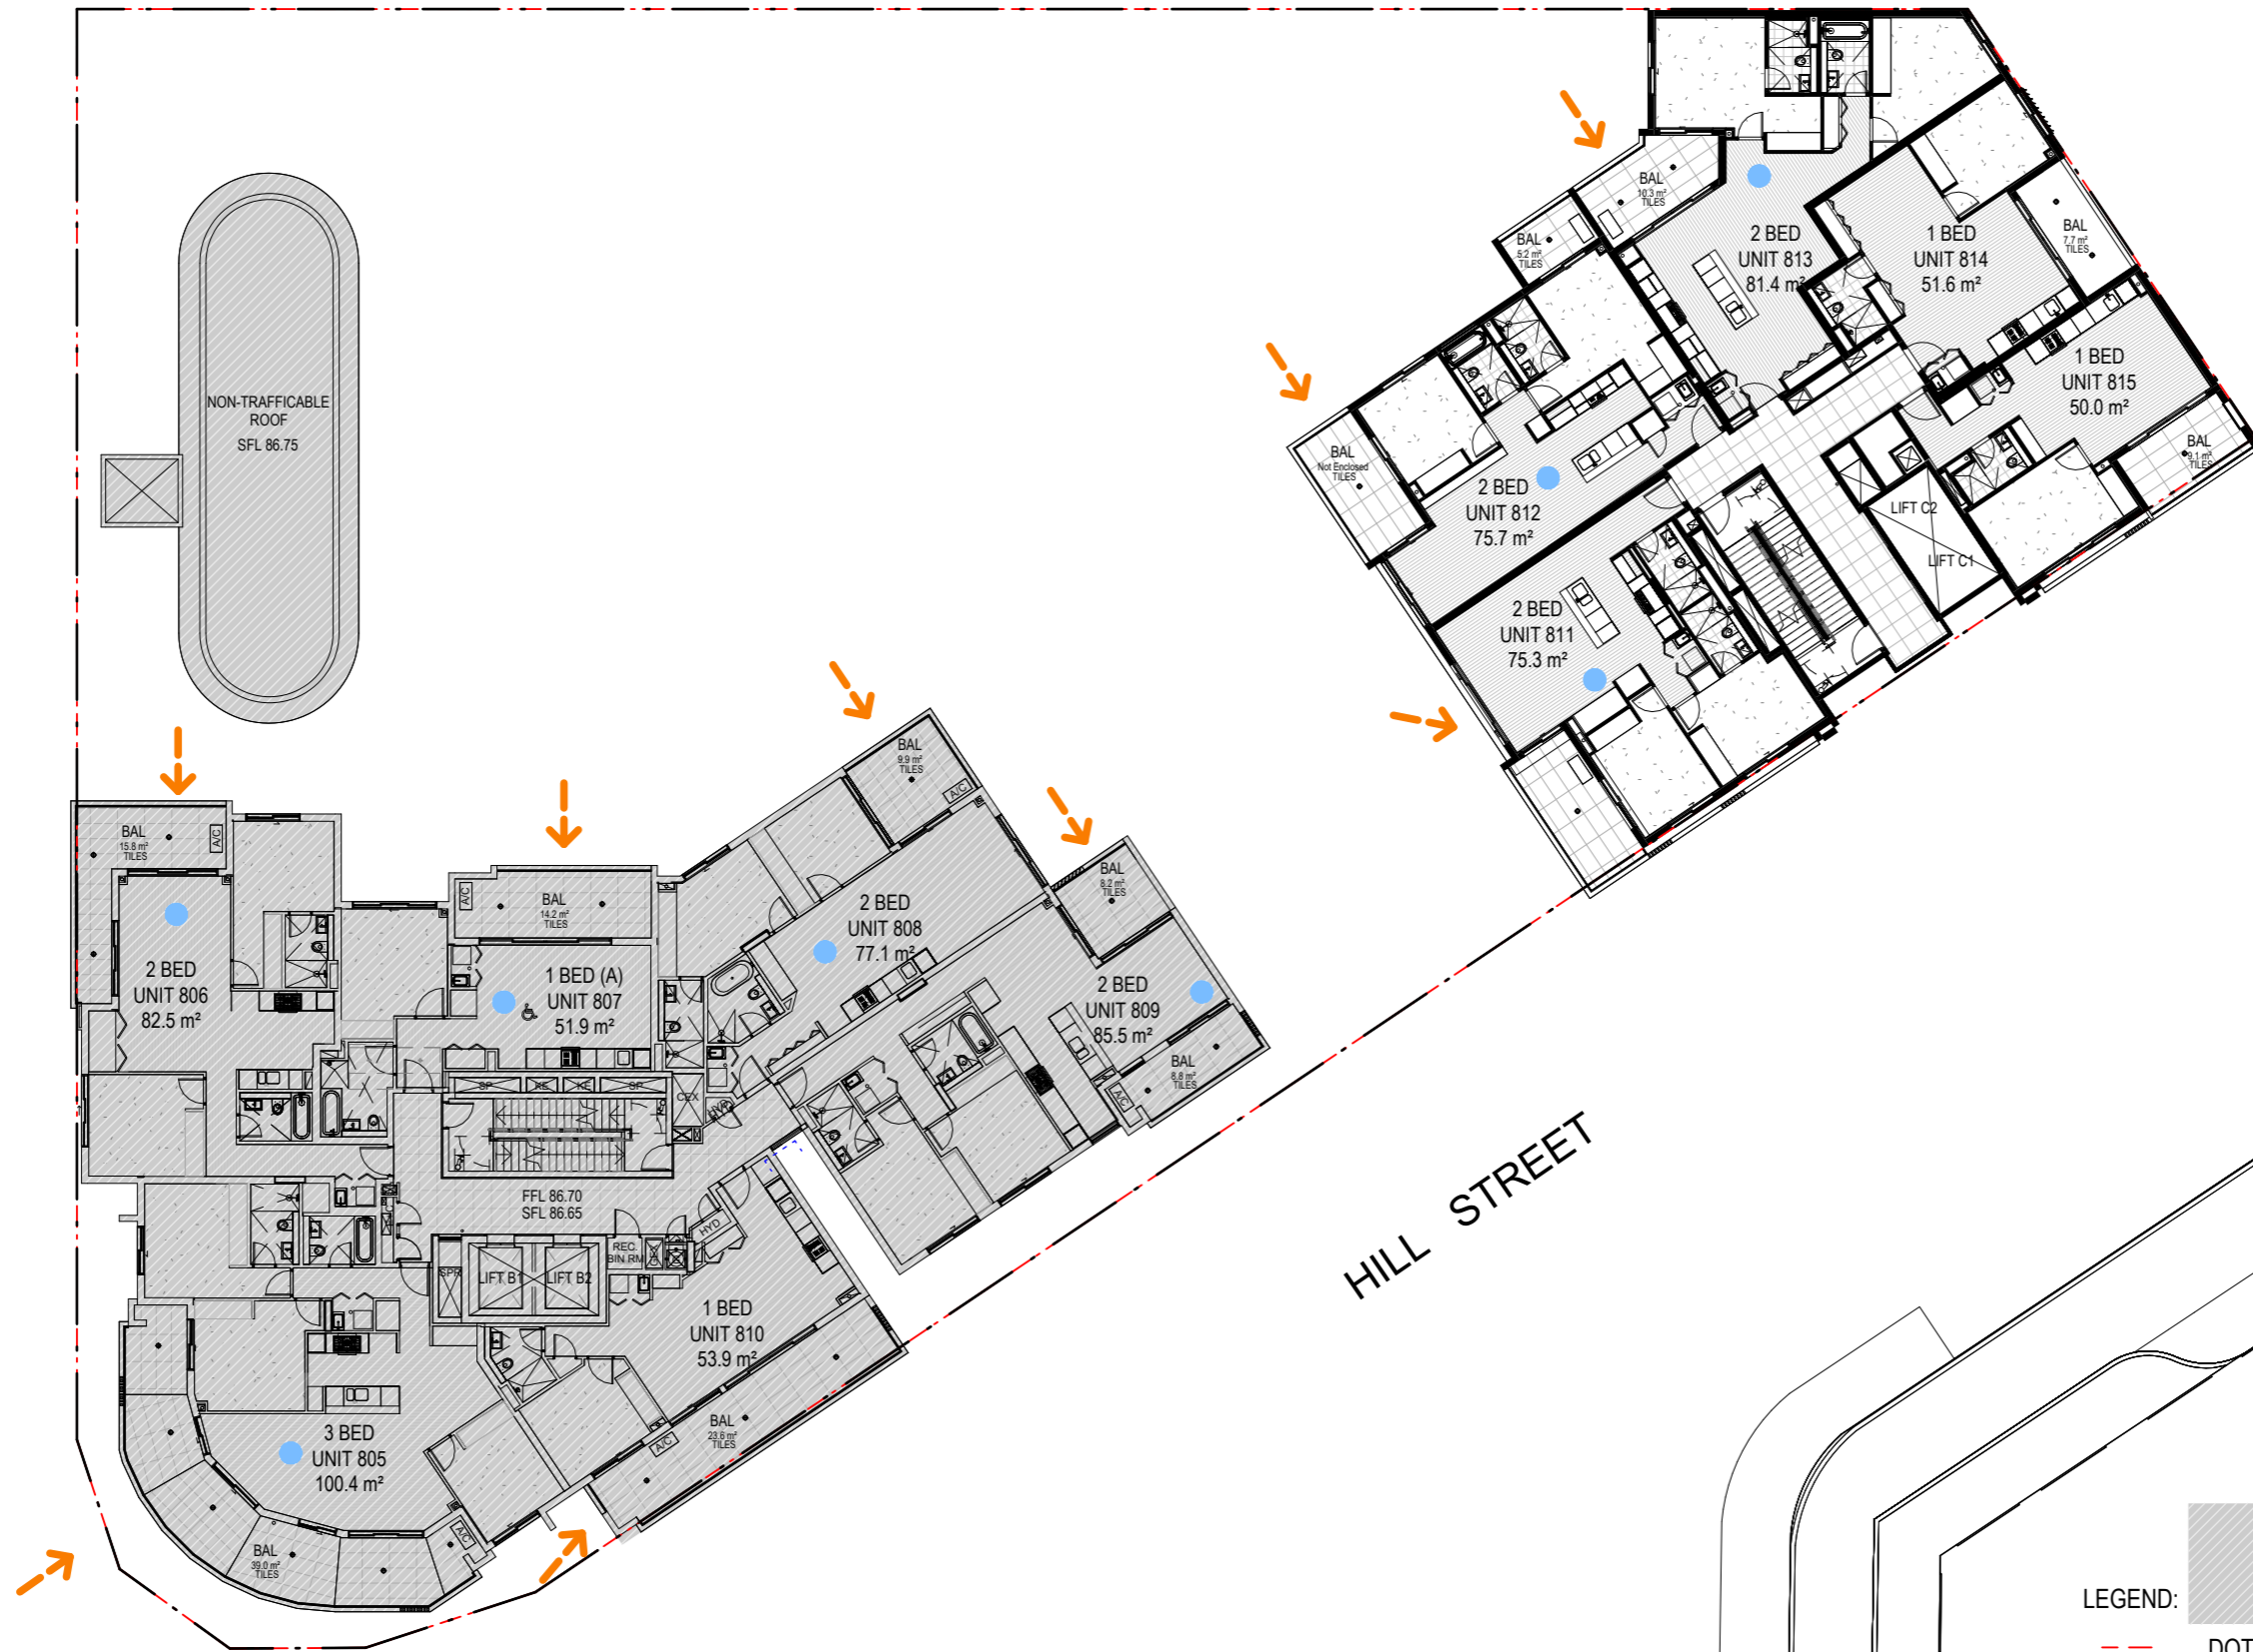 NON-TRAFFICABLE
ROOF
SFL 86.75
BAL
10.3 m²
TILES
BAL
5.2 m²
TILES
2 BED
UNIT 813
81.4 m²
1 BED
UNIT 814
51.6 m²
BAL
7.7 m²
TILES
1 BED
UNIT 815
50.0 m²
BAL
9.1 m²
TILES
BAL
Not Enclosed
TILES
2 BED
UNIT 812
75.7 m²
LIFT C2
LIFT C1
2 BED
UNIT 811
75.3 m²
BAL
9.9 m²
TILES
A/C
BAL
15.8 m²
TILES
A/C
A/C
BAL
14.2 m²
TILES
BAL
8.2 m²
TILES
2 BED
UNIT 808
77.1 m²
2 BED
UNIT 806
82.5 m²
1 BED (A)
UNIT 807
51.9 m²
2 BED
UNIT 809
85.5 m²
BAL
8.8 m²
TILES
A/C
SP
KE
KE
SP
CEX
HYD
FFL 86.70
SFL 86.65
HYD
REC.
BIN RM
SPR
LIFT B1
LIFT B2
1 BED
UNIT 810
53.9 m²
BAL
23.6 m²
TILES
A/C
3 BED
UNIT 805
100.4 m²
A/C
BAL
39.0 m²
TILES
HILL STREET
LEGEND:
DOT